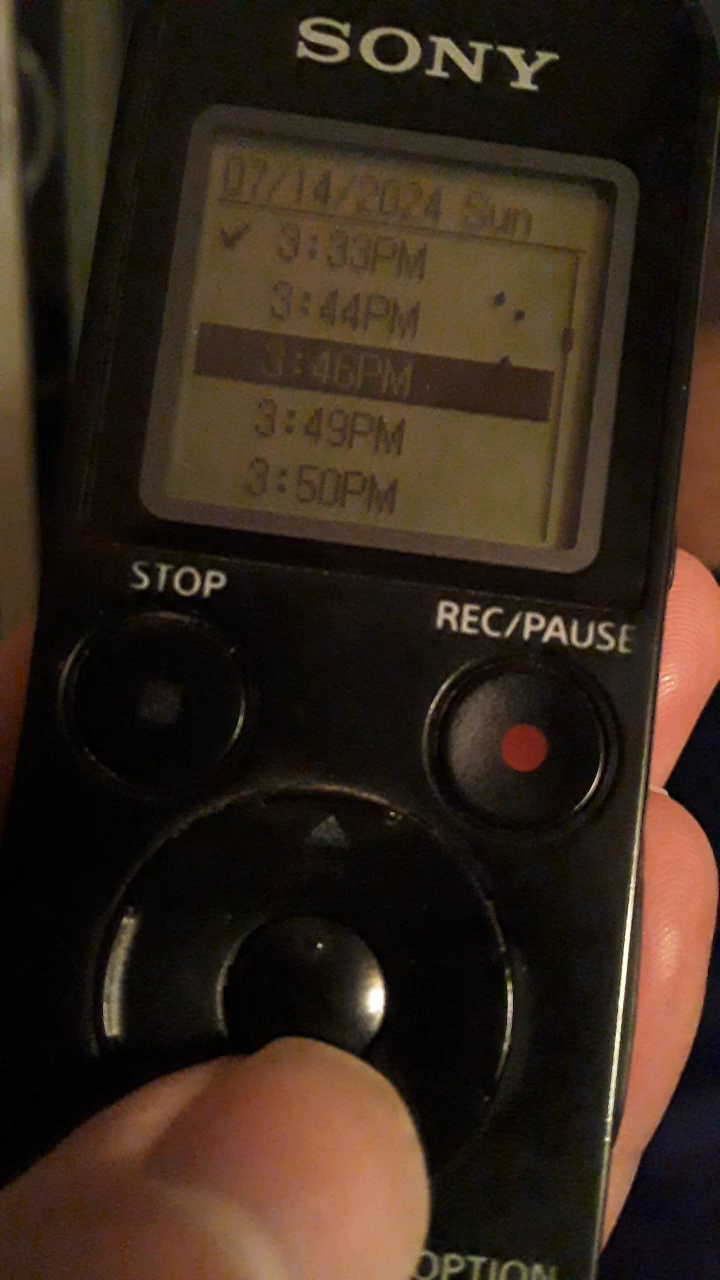 SONY
07/14/2024 Sun
✓ 3:33PM
3:44PM
3:46PM
3:49PM
3:50PM
STOP
REC/PAUSE
OPTION